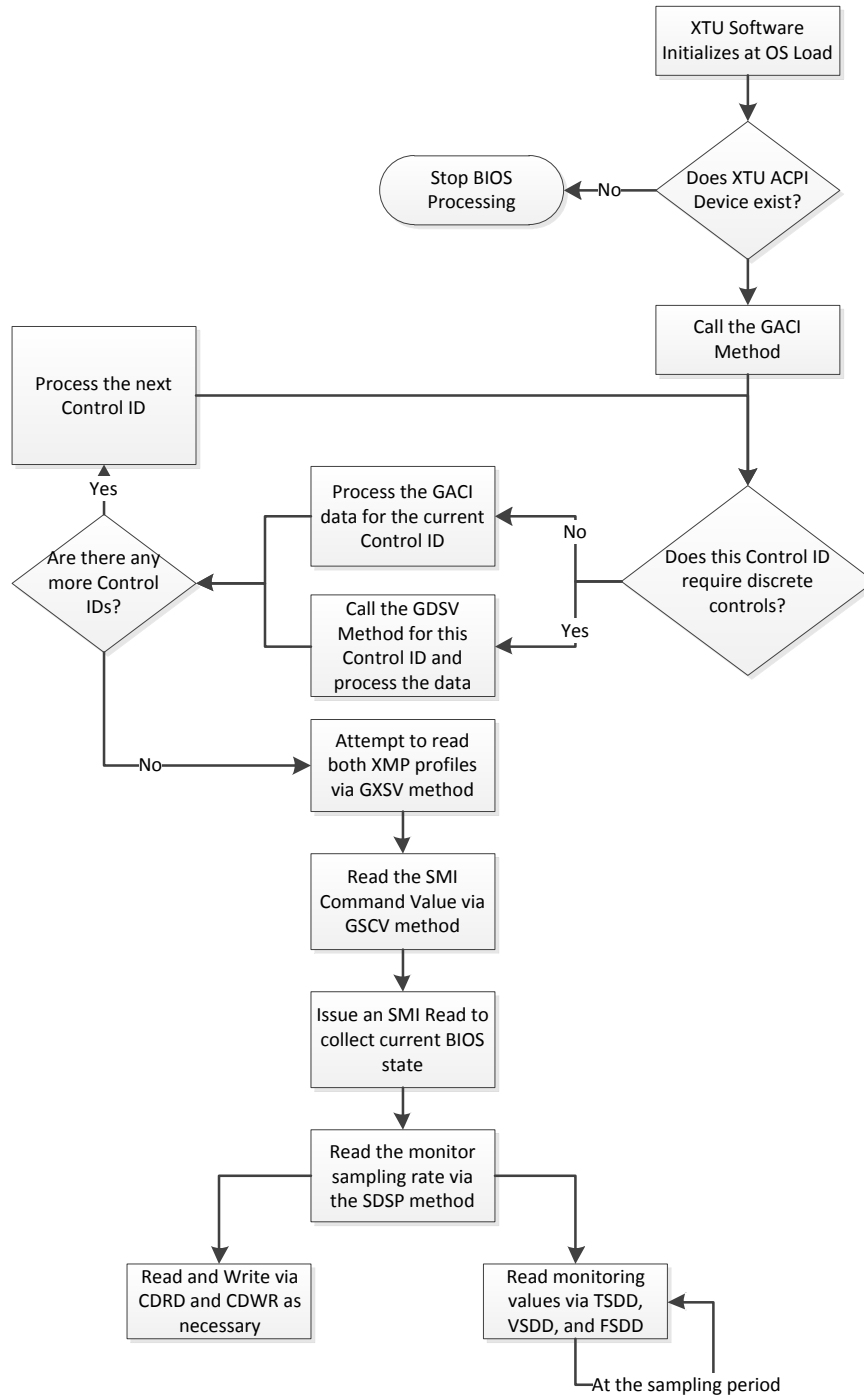 XTU Software
Initializes at OS Load
Does XTU ACPI
Device exist?
No
Stop BIOS
Processing
Call the GACI
Method
Process the next
Control ID
Yes
Are there any
more Control
IDs?
Process the GACI
data for the current
Control ID
No
Does this Control ID
require discrete
controls?
Yes
Call the GDSV
Method for this
Control ID and
process the data
No
Attempt to read
both XMP profiles
via GXSV method
Read the SMI
Command Value via
GSCV method
Issue an SMI Read to
collect current BIOS
state
Read the monitor
sampling rate via
the SDSP method
Read and Write via
CDRD and CDWR as
necessary
Read monitoring
values via TSDD,
VSDD, and FSDD
At the sampling period